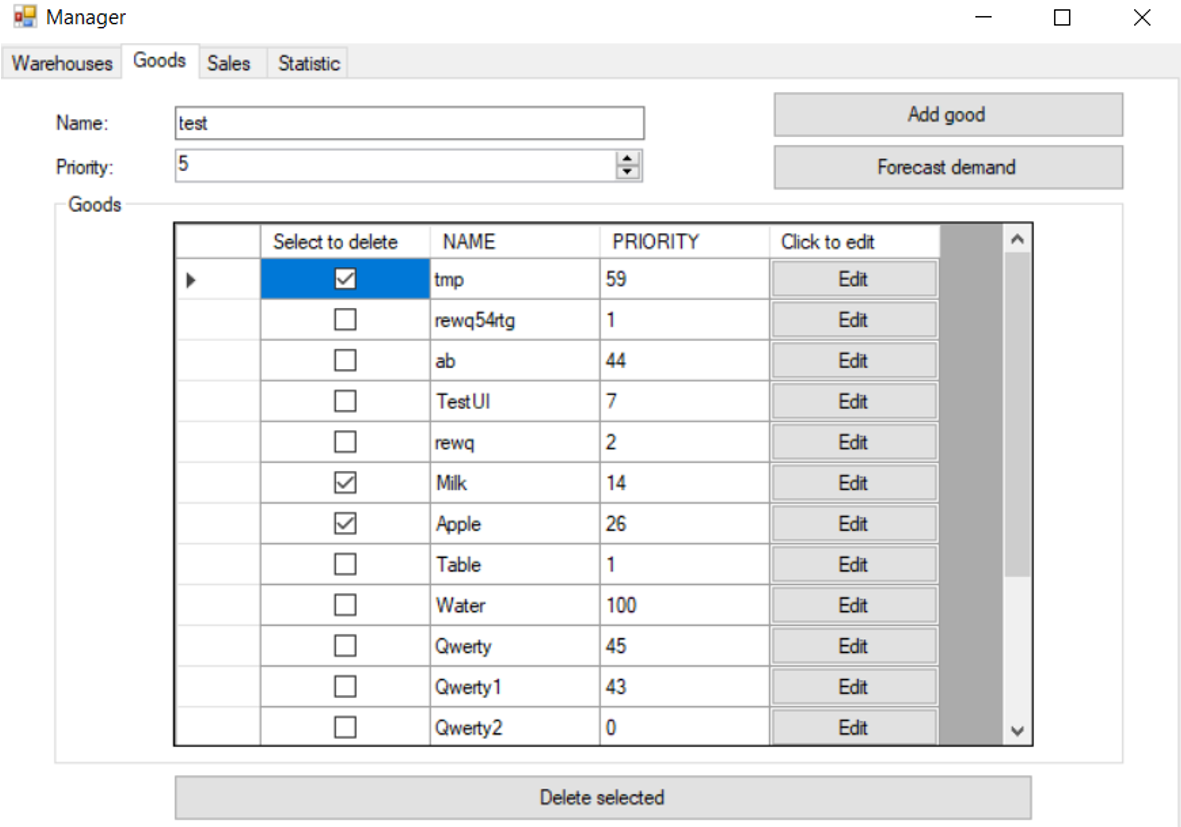 Manager
Warehouses Goods Sales Statistic
Name: test Add good
Priority: 5 Forecast demand
Goods
Select to delete NAME PRIORITY Click to edit
tmp 59 Edit
rewq54rtg 1 Edit
ab 44 Edit
TestUI 7 Edit
rewq 2 Edit
Milk 14 Edit
Apple 26 Edit
Table 1 Edit
Water 100 Edit
Qwerty 45 Edit
Qwerty1 43 Edit
Qwerty2 0 Edit
Delete selected